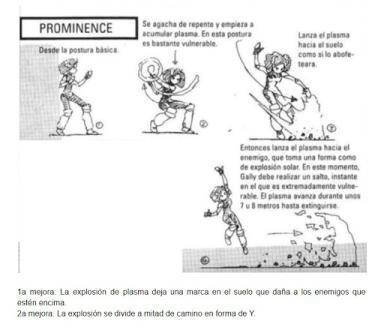 PROMINENCE
Desde la postura básica.
Se agacha de repente y empieza a
acumular plasma. En esta postura
es bastante vulnerable.
Lanza el plasma
hacia el suelo
como si lo abofe-
teara.
Entonces lanza el plasma hacia el
enemigo, que toma una forma como
de explosión solar. En este momento,
Gally debe realizar un salto, instante
en el que es extremadamente vulne-
rable. El plasma avanza durante unos
7 u 8 metros hasta extinguirse.
1a mejora. La explosión de plasma deja una marca en el suelo que daña a los enemigos que
estén encima.
2a mejora. La explosión se divide a mitad de camino en forma de Y.